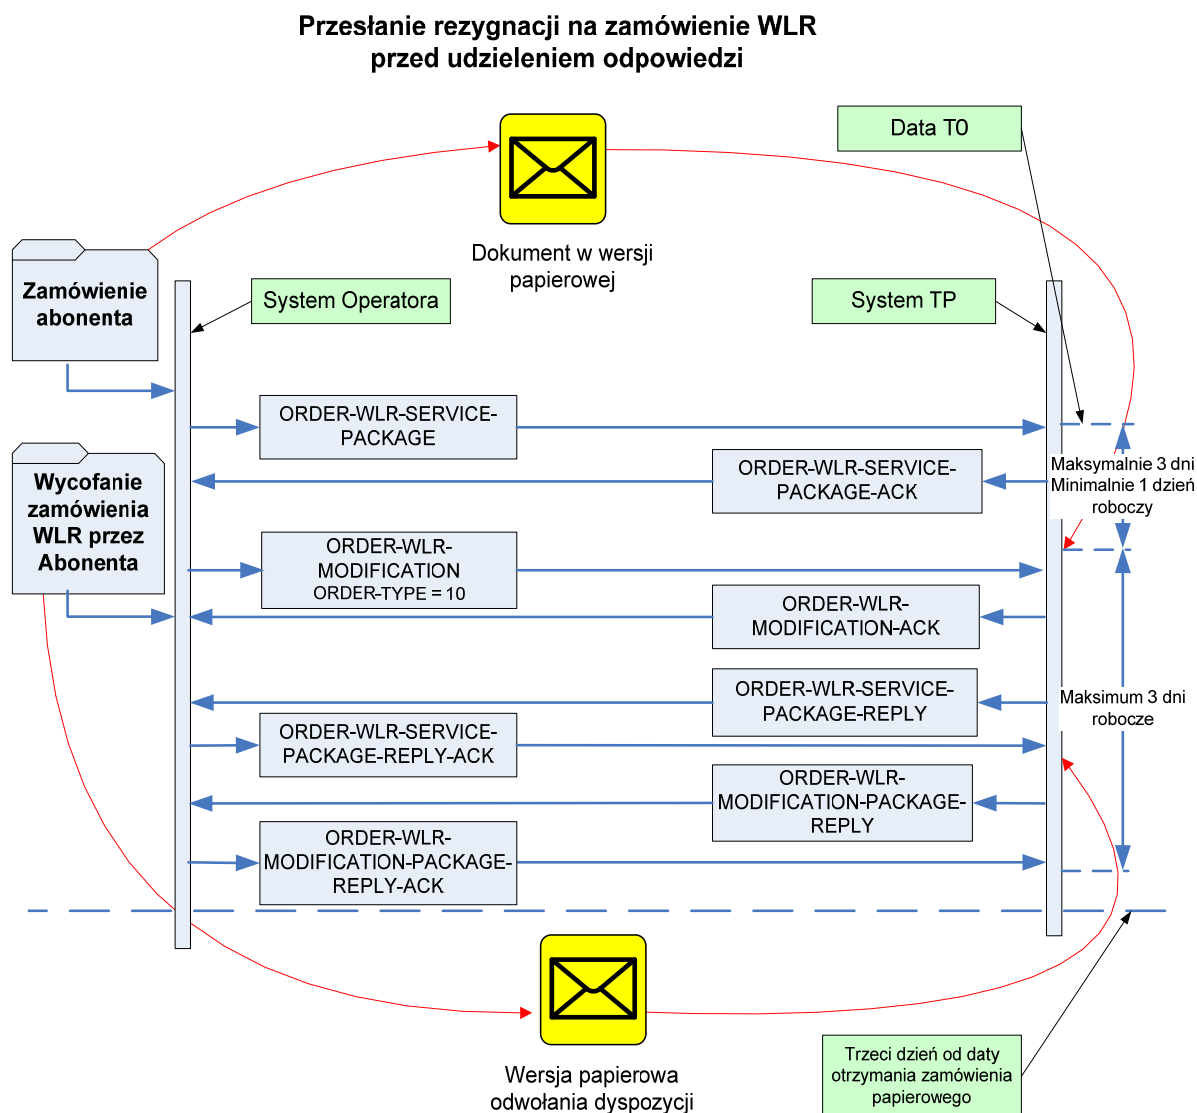 Przesłanie rezygnacji na zamówienie WLR
przed udzieleniem odpowiedzi
Data T0
Dokument w wersji
papierowej
Zamówienie
abonenta
System Operatora
System TP
ORDER-WLR-SERVICE-
PACKAGE
ORDER-WLR-SERVICE-
PACKAGE-ACK
Maksymalnie 3 dni
Minimalnie 1 dzień
roboczy
Wycofanie
zamówienia
WLR przez
Abonenta
ORDER-WLR-
MODIFICATION
ORDER-TYPE = 10
ORDER-WLR-
MODIFICATION-ACK
ORDER-WLR-SERVICE-
PACKAGE-REPLY
Maksimum 3 dni
robocze
ORDER-WLR-SERVICE-
PACKAGE-REPLY-ACK
ORDER-WLR-
MODIFICATION-PACKAGE-
REPLY
ORDER-WLR-
MODIFICATION-PACKAGE-
REPLY-ACK
Wersja papierowa
odwołania dyspozycji
Trzeci dzień od daty
otrzymania zamówienia
papierowego